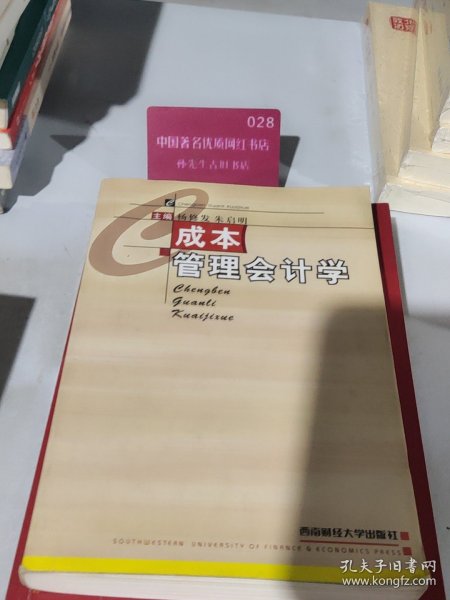 028
中国著名优质网红书店
孙先生古旧书店
主编 杨修发 朱启明
成本
管理会计学
Chengben
Guanli
Kuaijixue
西南财经大学出版社
SOUTHWESTERN UNIVERSITY OF FINANCE & ECONOMICS PRESS
孔夫子旧书网
www.kongfz.com